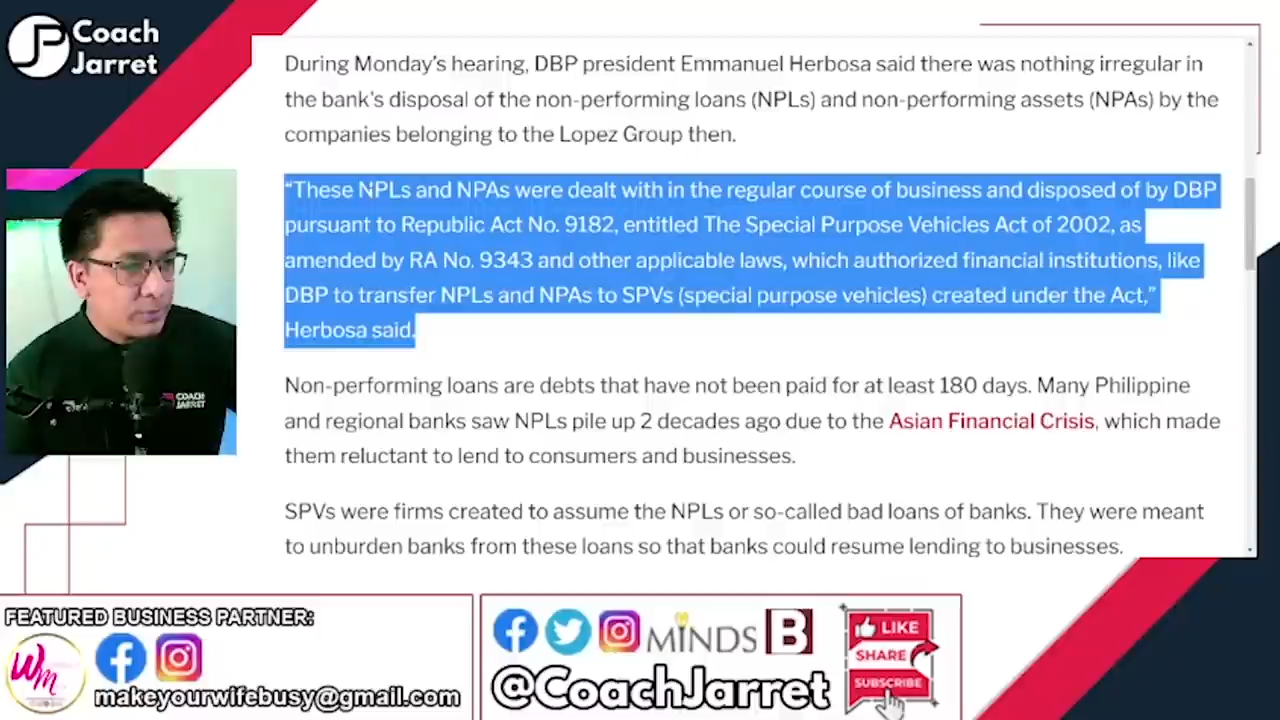 Coach
Jarret
During Monday's hearing, DBP president Emmanuel Herbosa said there was nothing irregular in
the bank's disposal of the non-performing loans (NPLs) and non-performing assets (NPAs) by the
companies belonging to the Lopez Group then.
“These NPLs and NPAs were dealt with in the regular course of business and disposed of by DBP
pursuant to Republic Act No. 9182, entitled The Special Purpose Vehicles Act of 2002, as
amended by RA No. 9343 and other applicable laws, which authorized financial institutions, like
DBP to transfer NPLs and NPAs to SPVs (special purpose vehicles) created under the Act,”
Herbosa said.
Non-performing loans are debts that have not been paid for at least 180 days. Many Philippine
and regional banks saw NPLs pile up 2 decades ago due to the Asian Financial Crisis, which made
them reluctant to lend to consumers and businesses.
SPVs were firms created to assume the NPLs or so-called bad loans of banks. They were meant
to unburden banks from these loans so that banks could resume lending to businesses.
COACH
JARRET
FEATURED BUSINESS PARTNER:
Wm
makeyourwifebusy@gmail.com
MINDS
B
@CoachJarret
LIKE
SHARE
SUBSCRIBE